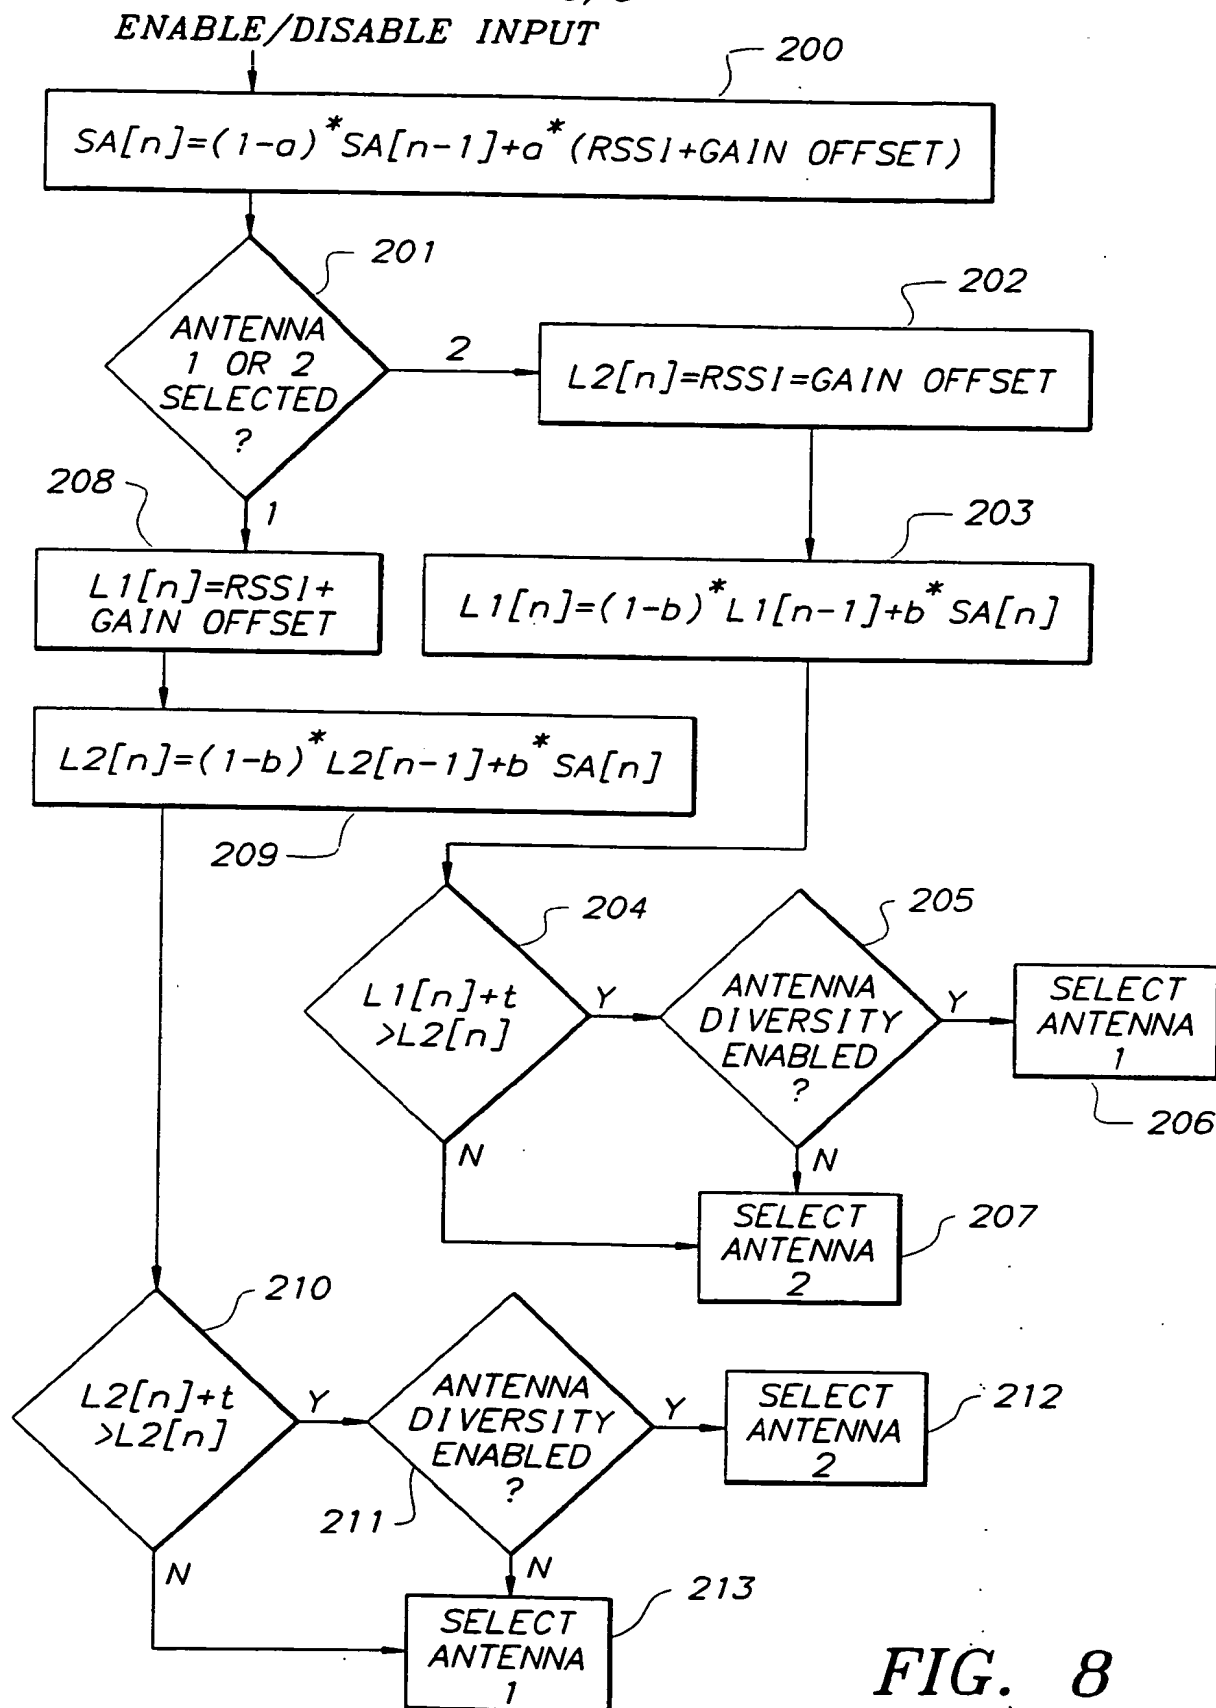 ENABLE/DISABLE INPUT
200
SA[n]=(1-a)*SA[n-1]+a*(RSSI+GAIN OFFSET)
201
ANTENNA
1 OR 2
SELECTED
?
2
1
202
L2[n]=RSSI=GAIN OFFSET
208
L1[n]=RSSI+
GAIN OFFSET
203
L1[n]=(1-b)*L1[n-1]+b*SA[n]
L2[n]=(1-b)*L2[n-1]+b*SA[n]
209
204
L1[n]+t
>L2[n]
Y
N
205
ANTENNA
DIVERSITY
ENABLED
?
Y
N
SELECT
ANTENNA
1
206
SELECT
ANTENNA
2
207
210
L2[n]+t
>L2[n]
Y
N
ANTENNA
DIVERSITY
ENABLED
?
211
Y
N
SELECT
ANTENNA
2
212
SELECT
ANTENNA
1
213
FIG. 8